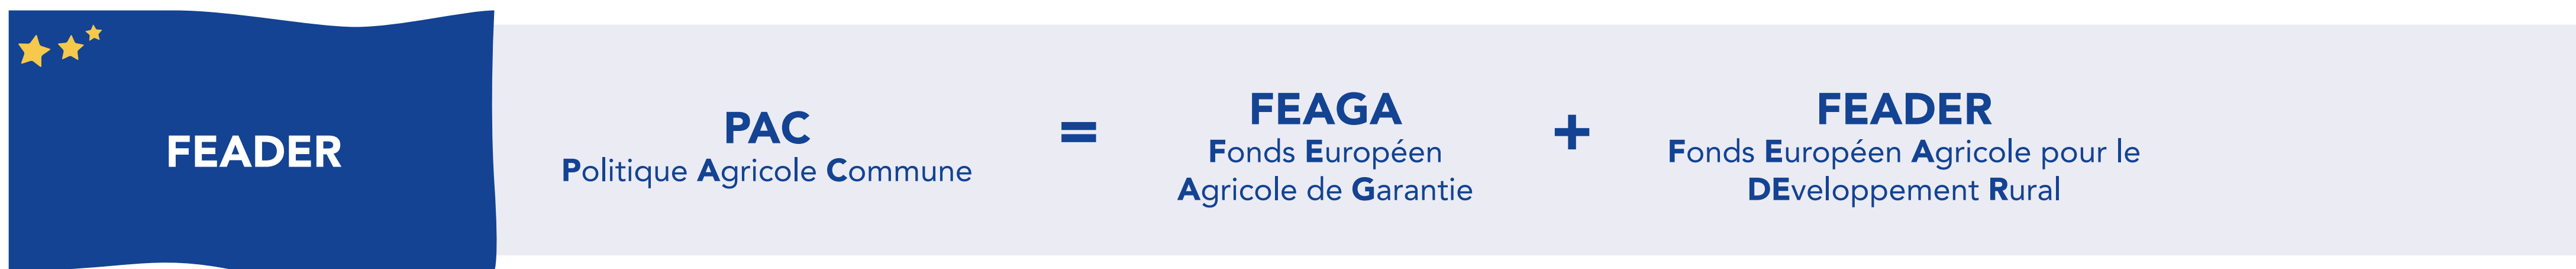 FEADER
PAC
Politique Agricole Commune
=
FEAGA
Fonds Européen
Agricole de Garantie
+
FEADER
Fonds Européen Agricole pour le
DEveloppement Rural